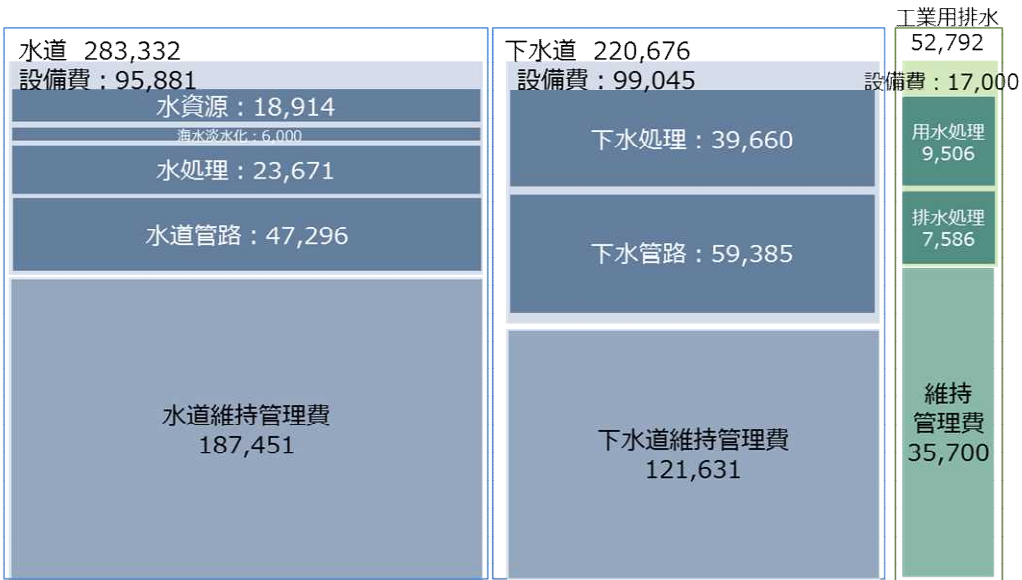 水道 283,332
設備費：95,881
水資源：18,914
海水淡水化：6,000
水処理：23,671
水道管路：47,296
水道維持管理費
187,451
下水道 220,676
設備費：99,045
下水処理：39,660
下水管路：59,385
下水道維持管理費
121,631
工業用排水
52,792
設備費：17,000
用水処理
9,506
排水処理
7,586
維持
管理費
35,700